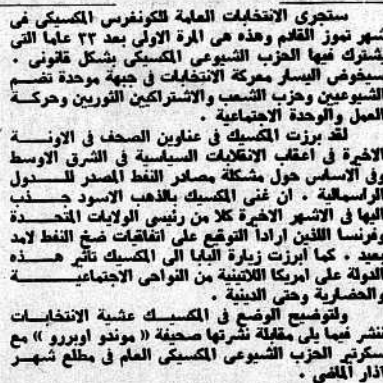 ستجرى الانتخابات العامة للكونغرس المكسيكي في
شهر تموز القادم وهذه هي المرة الاولى بعد ٣٣ عاما التي
يشترك فيها الحزب الشيوعي المكسيكي بشكل قانوني .
سيخوض اليسار معركة الانتخابات في جبهة موحدة تضم
الشيوعيين وحزب الشعب والاشتراكيين الثوريين وحركة
العمل والوحدة الاجتماعية .
لقد برزت المكسيك في عناوين الصحف في الاونة
الاخيرة في اعقاب الانقلابات السياسية في الشرق الاوسط
وفي الاساس حول مشكلة مصادر النفط المصدر للدول
الراسمالية . ان غنى المكسيك بالذهب الاسود جذب
اليها في الاشهر الاخيرة كلا من رئيسي الولايات المتحدة
وفرنسا اللذين ارادا التوقيع على اتفاقيات ضخ النفط لامد
بعيد . كما ابرزت زيارة البابا الى المكسيك تاثير هذه
الدولة على امريكا اللاتينية من النواحي الاجتماعية
والحضارية وحتى الدينية .
ولتوضيح الوضع في المكسيك عشية الانتخابات
ننشر فيما يلي مقابلة نشرتها صحيفة « موندو اوبررو » مع
سكرتير الحزب الشيوعي المكسيكي العام في مطلع شهر
اذار الماضي .